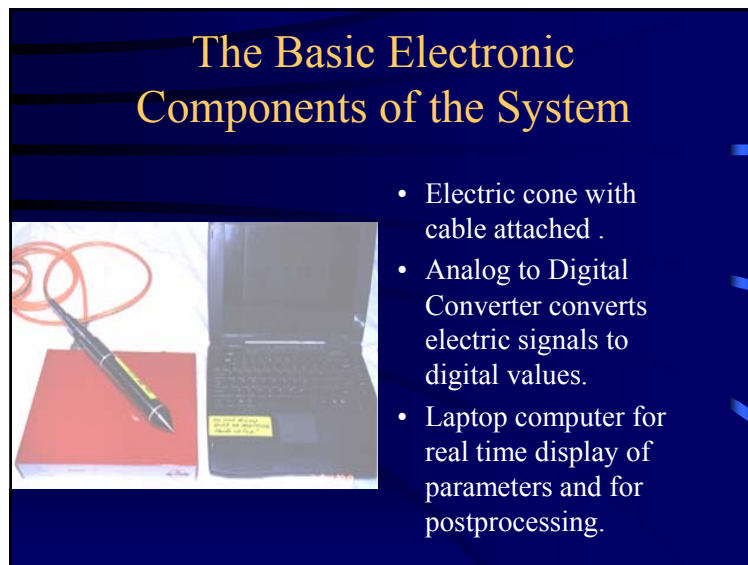 The Basic Electronic
Components of the System
• Electric cone with
cable attached .
• Analog to Digital
Converter converts
electric signals to
digital values.
• Laptop computer for
real time display of
parameters and for
postprocessing.